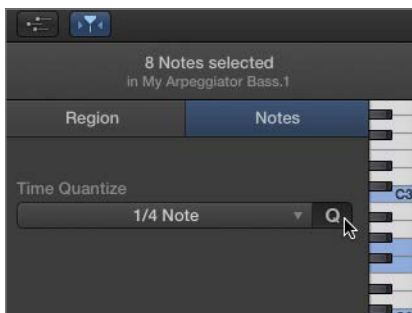 8 Notes selected
in My Arpeggiator Bass.1
Region Notes
C3
Time Quantize
1/4 Note Q